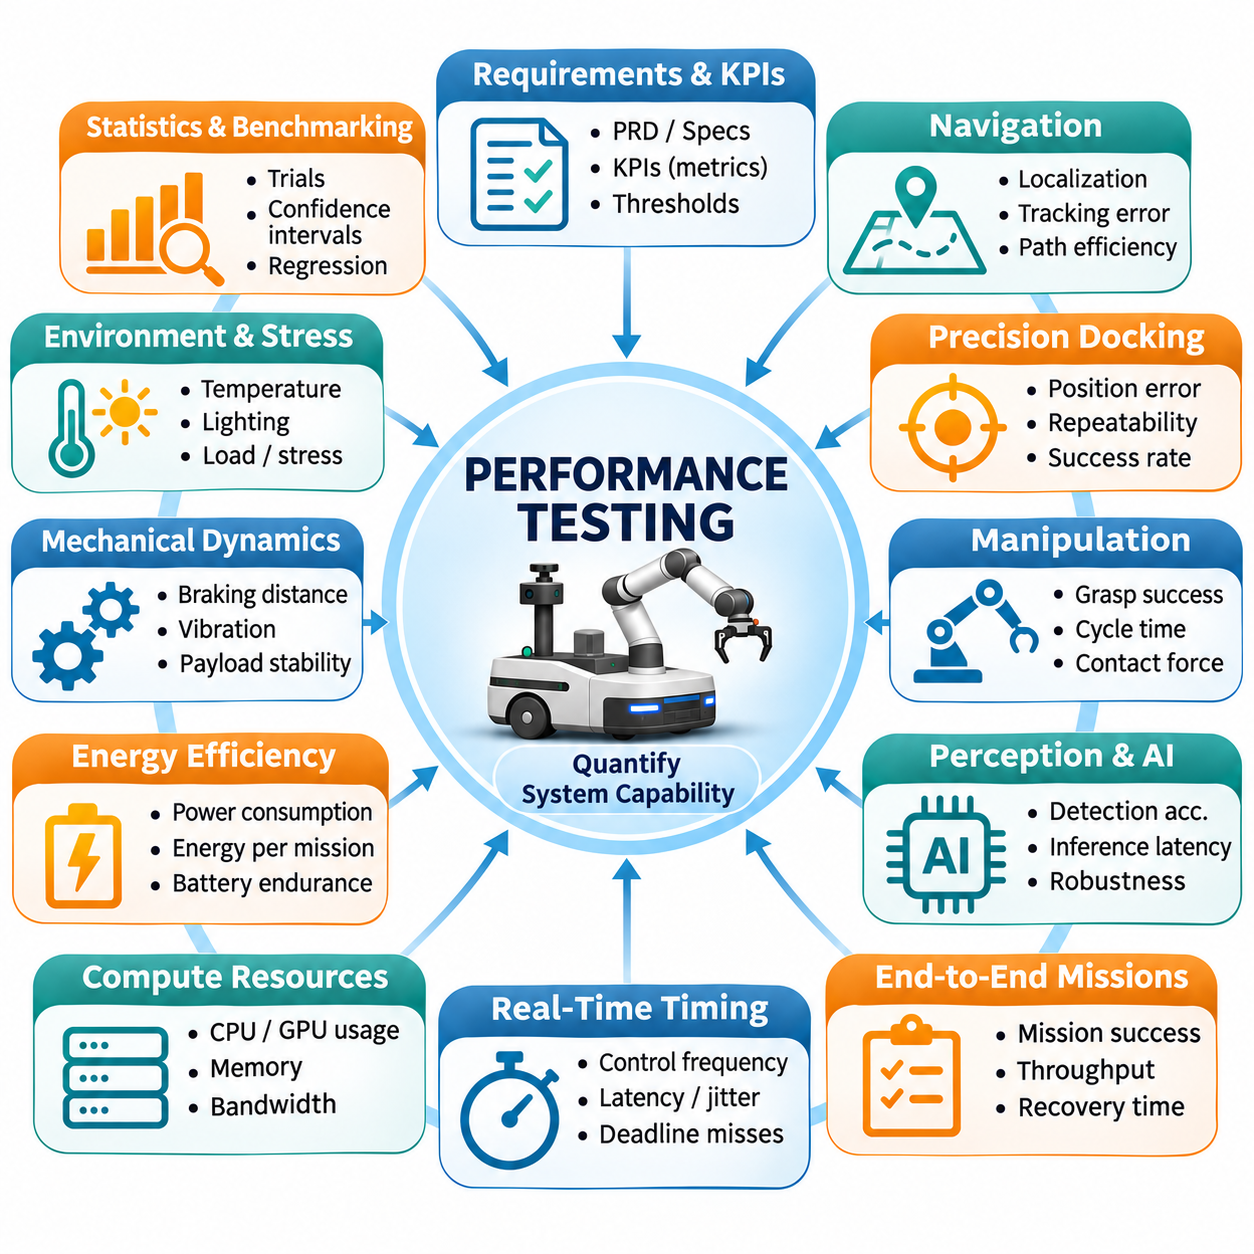 Requirements & KPIs
• PRD / Specs
• KPIs (metrics)
• Thresholds
Statistics & Benchmarking
• Trials
• Confidence
intervals
• Regression
Navigation
• Localization
• Tracking error
• Path efficiency
Environment & Stress
• Temperature
• Lighting
• Load / stress
Precision Docking
• Position error
• Repeatability
• Success rate
PERFORMANCE
TESTING
Quantify
System Capability
Mechanical Dynamics
• Braking distance
• Vibration
• Payload stability
Manipulation
• Grasp success
• Cycle time
• Contact force
Energy Efficiency
• Power consumption
• Energy per mission
• Battery endurance
Perception & AI
AI
• Detection acc.
• Inference latency
• Robustness
Compute Resources
• CPU / GPU usage
• Memory
• Bandwidth
Real-Time Timing
• Control frequency
• Latency / jitter
• Deadline misses
End-to-End Missions
• Mission success
• Throughput
• Recovery time